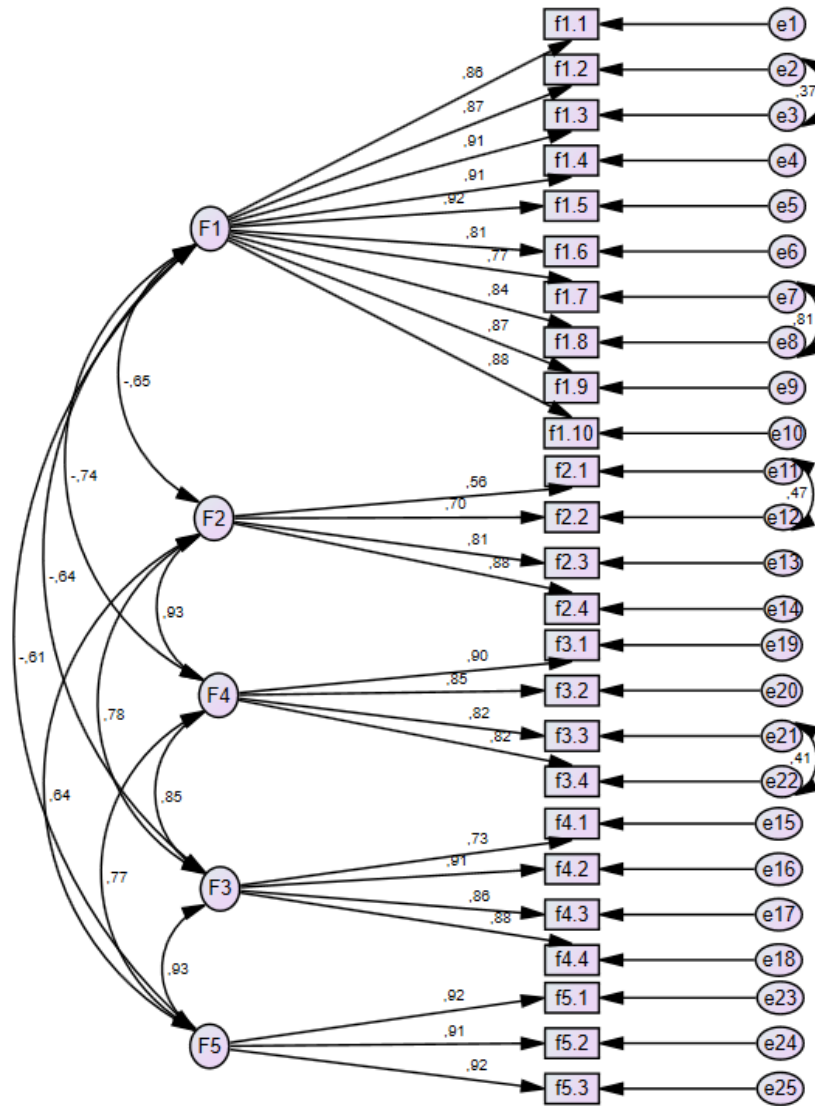 f1.1 e1
,86
f1.2 e2
,87 ,37
f1.3 e3
,91
f1.4 e4
,91
,92 f1.5 e5
F1
,81 f1.6 e6
,77
f1.7 e7
,84 ,81
f1.8 e8
,87
f1.9 e9
,88
-,65
f1.10 e10
f2.1 e11
-,74
,56 ,47
,70
F2 f2.2 e12
,81
f2.3 e13
-,64 ,88
,93 f2.4 e14
f3.1 e19
-,61 ,90
,85
F4 f3.2 e20
,78 ,82
f3.3 e21
,82 ,41
f3.4 e22
,64 ,85
f4.1 e15
,73
,91
,77 f4.2 e16
F3 ,86
f4.3 e17
,88
f4.4 e18
,93
f5.1 e23
,92
,91
F5 f5.2 e24
,92
f5.3 e25